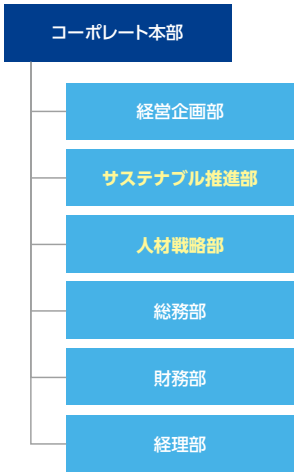 コーポレート本部
経営企画部
サステナブル推進部
人材戦略部
総務部
財務部
経理部